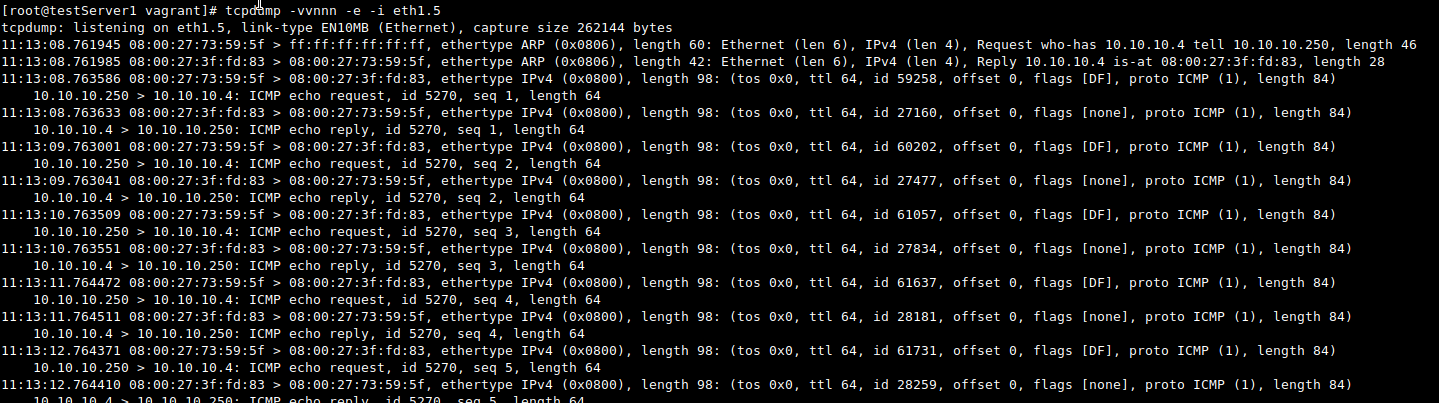 [root@testServer1 vagrant]# tcpdump -vvnnn -e -i eth1.5
tcpdump: listening on eth1.5, link-type EN10MB (Ethernet), capture size 262144 bytes
11:13:08.761945 08:00:27:73:59:5f > ff:ff:ff:ff:ff:ff, ethertype ARP (0x0806), length 60: Ethernet (len 6), IPv4 (len 4), Request who-has 10.10.10.4 tell 10.10.10.250, length 46
11:13:08.761985 08:00:27:3f:fd:83 > 08:00:27:73:59:5f, ethertype ARP (0x0806), length 42: Ethernet (len 6), IPv4 (len 4), Reply 10.10.10.4 is-at 08:00:27:3f:fd:83, length 28
11:13:08.763586 08:00:27:73:59:5f > 08:00:27:3f:fd:83, ethertype IPv4 (0x0800), length 98: (tos 0x0, ttl 64, id 59258, offset 0, flags [DF], proto ICMP (1), length 84)
    10.10.10.250 > 10.10.10.4: ICMP echo request, id 5270, seq 1, length 64
11:13:08.763633 08:00:27:3f:fd:83 > 08:00:27:73:59:5f, ethertype IPv4 (0x0800), length 98: (tos 0x0, ttl 64, id 27160, offset 0, flags [none], proto ICMP (1), length 84)
    10.10.10.4 > 10.10.10.250: ICMP echo reply, id 5270, seq 1, length 64
11:13:09.763001 08:00:27:73:59:5f > 08:00:27:3f:fd:83, ethertype IPv4 (0x0800), length 98: (tos 0x0, ttl 64, id 60202, offset 0, flags [DF], proto ICMP (1), length 84)
    10.10.10.250 > 10.10.10.4: ICMP echo request, id 5270, seq 2, length 64
11:13:09.763041 08:00:27:3f:fd:83 > 08:00:27:73:59:5f, ethertype IPv4 (0x0800), length 98: (tos 0x0, ttl 64, id 27477, offset 0, flags [none], proto ICMP (1), length 84)
    10.10.10.4 > 10.10.10.250: ICMP echo reply, id 5270, seq 2, length 64
11:13:10.763509 08:00:27:73:59:5f > 08:00:27:3f:fd:83, ethertype IPv4 (0x0800), length 98: (tos 0x0, ttl 64, id 61057, offset 0, flags [DF], proto ICMP (1), length 84)
    10.10.10.250 > 10.10.10.4: ICMP echo request, id 5270, seq 3, length 64
11:13:10.763551 08:00:27:3f:fd:83 > 08:00:27:73:59:5f, ethertype IPv4 (0x0800), length 98: (tos 0x0, ttl 64, id 27834, offset 0, flags [none], proto ICMP (1), length 84)
    10.10.10.4 > 10.10.10.250: ICMP echo reply, id 5270, seq 3, length 64
11:13:11.764472 08:00:27:73:59:5f > 08:00:27:3f:fd:83, ethertype IPv4 (0x0800), length 98: (tos 0x0, ttl 64, id 61637, offset 0, flags [DF], proto ICMP (1), length 84)
    10.10.10.250 > 10.10.10.4: ICMP echo request, id 5270, seq 4, length 64
11:13:11.764511 08:00:27:3f:fd:83 > 08:00:27:73:59:5f, ethertype IPv4 (0x0800), length 98: (tos 0x0, ttl 64, id 28181, offset 0, flags [none], proto ICMP (1), length 84)
    10.10.10.4 > 10.10.10.250: ICMP echo reply, id 5270, seq 4, length 64
11:13:12.764371 08:00:27:73:59:5f > 08:00:27:3f:fd:83, ethertype IPv4 (0x0800), length 98: (tos 0x0, ttl 64, id 61731, offset 0, flags [DF], proto ICMP (1), length 84)
    10.10.10.250 > 10.10.10.4: ICMP echo request, id 5270, seq 5, length 64
11:13:12.764410 08:00:27:3f:fd:83 > 08:00:27:73:59:5f, ethertype IPv4 (0x0800), length 98: (tos 0x0, ttl 64, id 28259, offset 0, flags [none], proto ICMP (1), length 84)
    10.10.10.4 > 10.10.10.250: ICMP echo reply, id 5270, seq 5, length 64